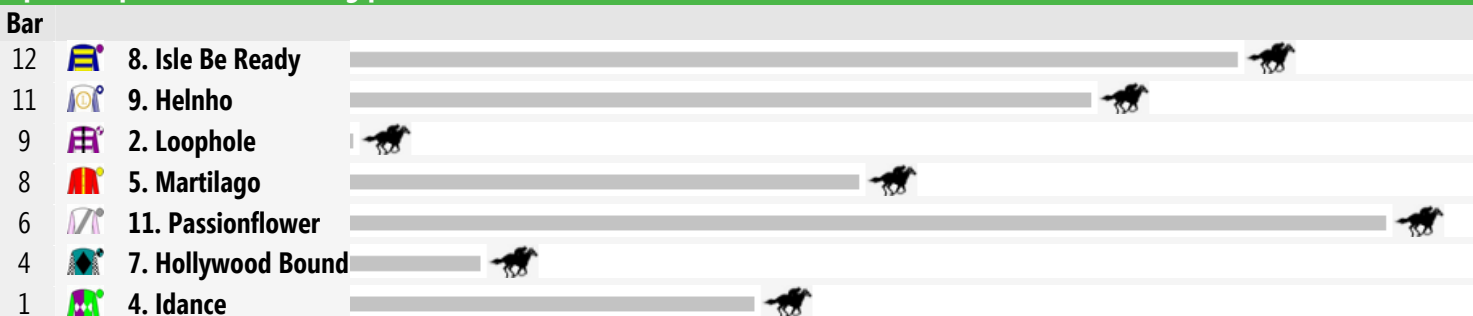 Bar
12 8. Isle Be Ready
11 9. Helnho
9 2. Loophole
8 5. Martilago
6 11. Passionflower
4 7. Hollywood Bound
1 4. Idance